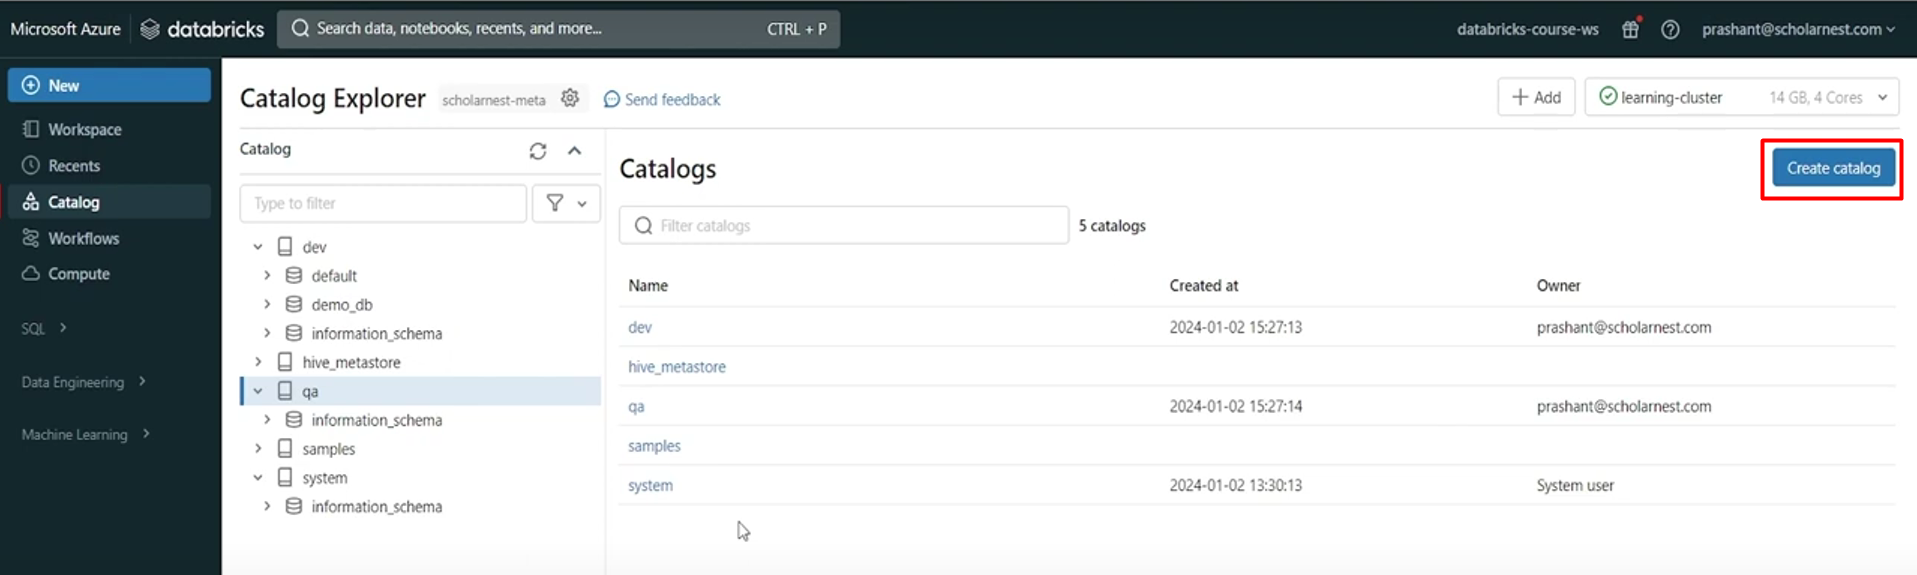 Microsoft Azure databricks Search data, notebooks, recents, and more... CTRL + P databricks-course-ws prashant@scholarnest.com
New
Workspace
Recents
Catalog
Workflows
Compute
SQL
Data Engineering
Machine Learning
Catalog Explorer scholarnest-meta Send feedback + Add learning-cluster 14 GB, 4 Cores
Catalog
Type to filter
dev
default
demo_db
information_schema
hive_metastore
qa
information_schema
samples
system
information_schema
Catalogs Create catalog
Filter catalogs 5 catalogs
Name Created at Owner
dev 2024-01-02 15:27:13 prashant@scholarnest.com
hive_metastore
qa 2024-01-02 15:27:14 prashant@scholarnest.com
samples
system 2024-01-02 13:30:13 System user